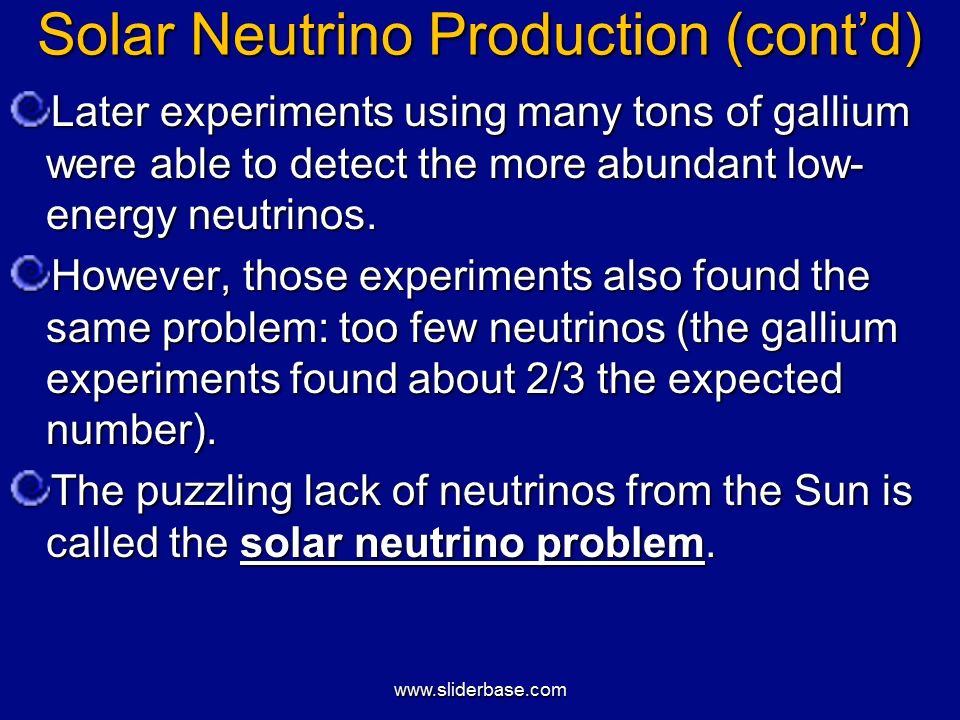 Solar Neutrino Production (cont’d)
Later experiments using many tons of gallium
were able to detect the more abundant low-
energy neutrinos.
However, those experiments also found the
same problem: too few neutrinos (the gallium
experiments found about 2/3 the expected
number).
The puzzling lack of neutrinos from the Sun is
called the solar neutrino problem.
www.sliderbase.com